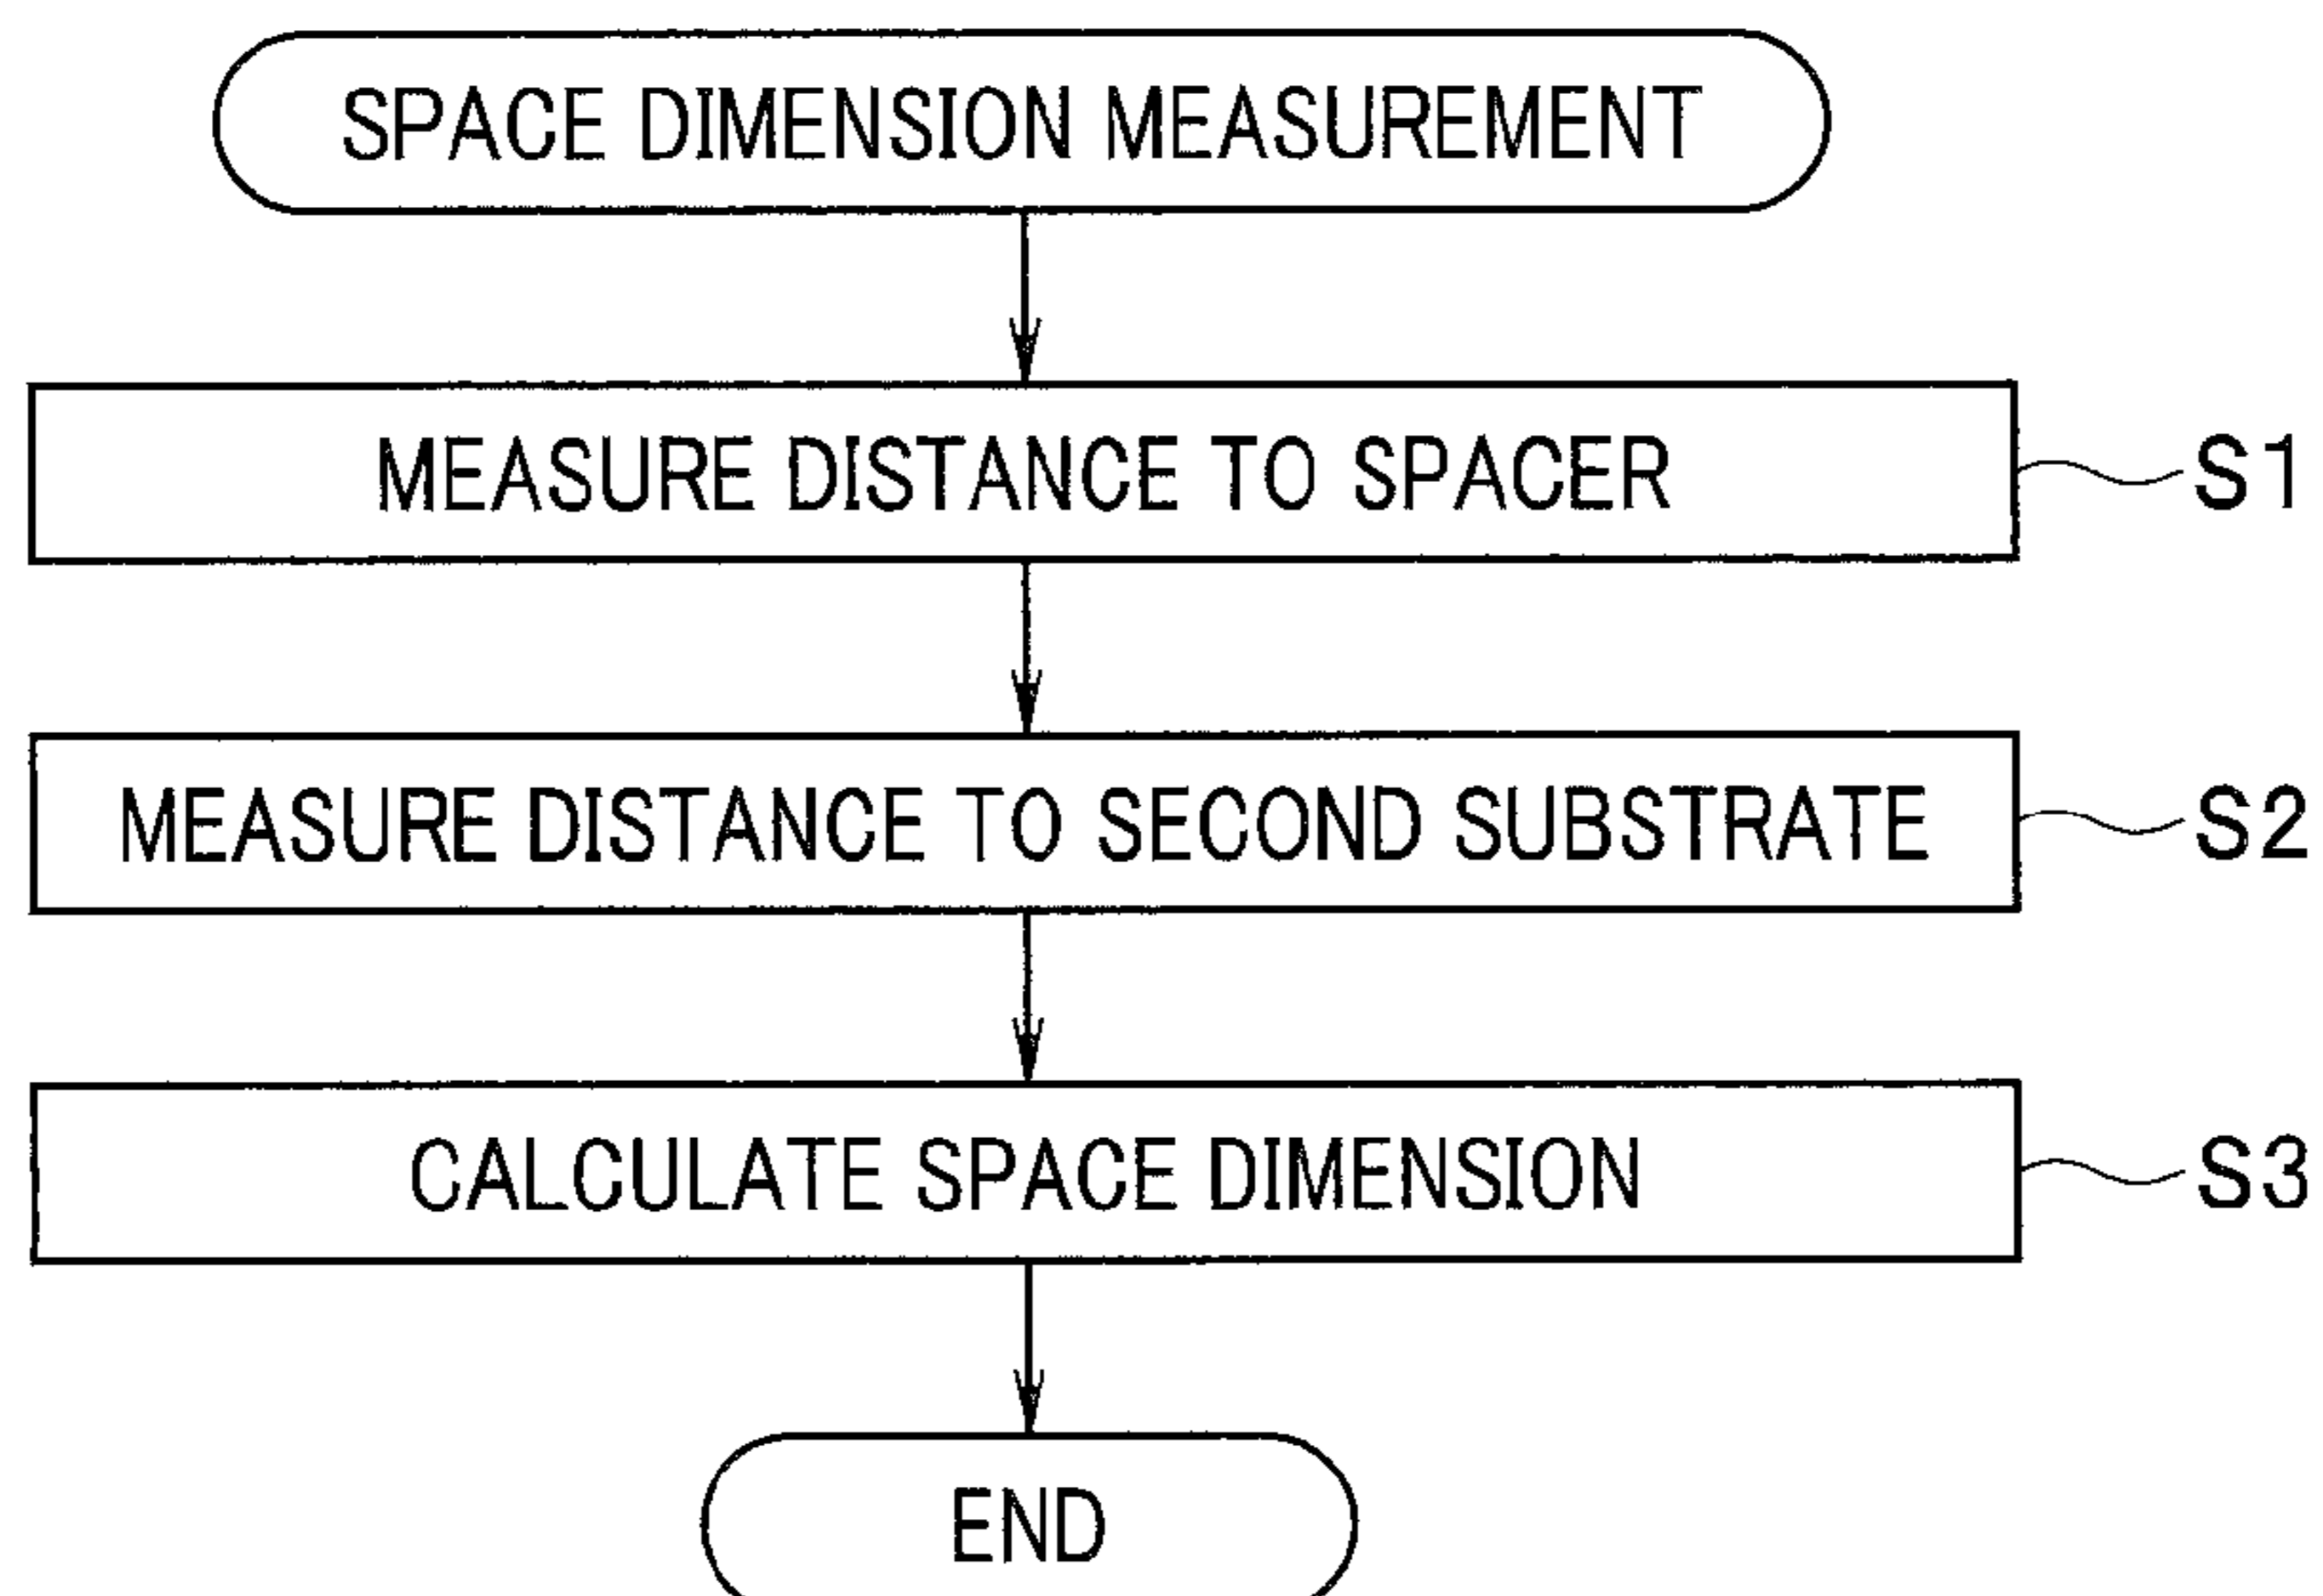 SPACE DIMENSION MEASUREMENT
MEASURE DISTANCE TO SPACER S1
MEASURE DISTANCE TO SECOND SUBSTRATE S2
CALCULATE SPACE DIMENSION S3
END